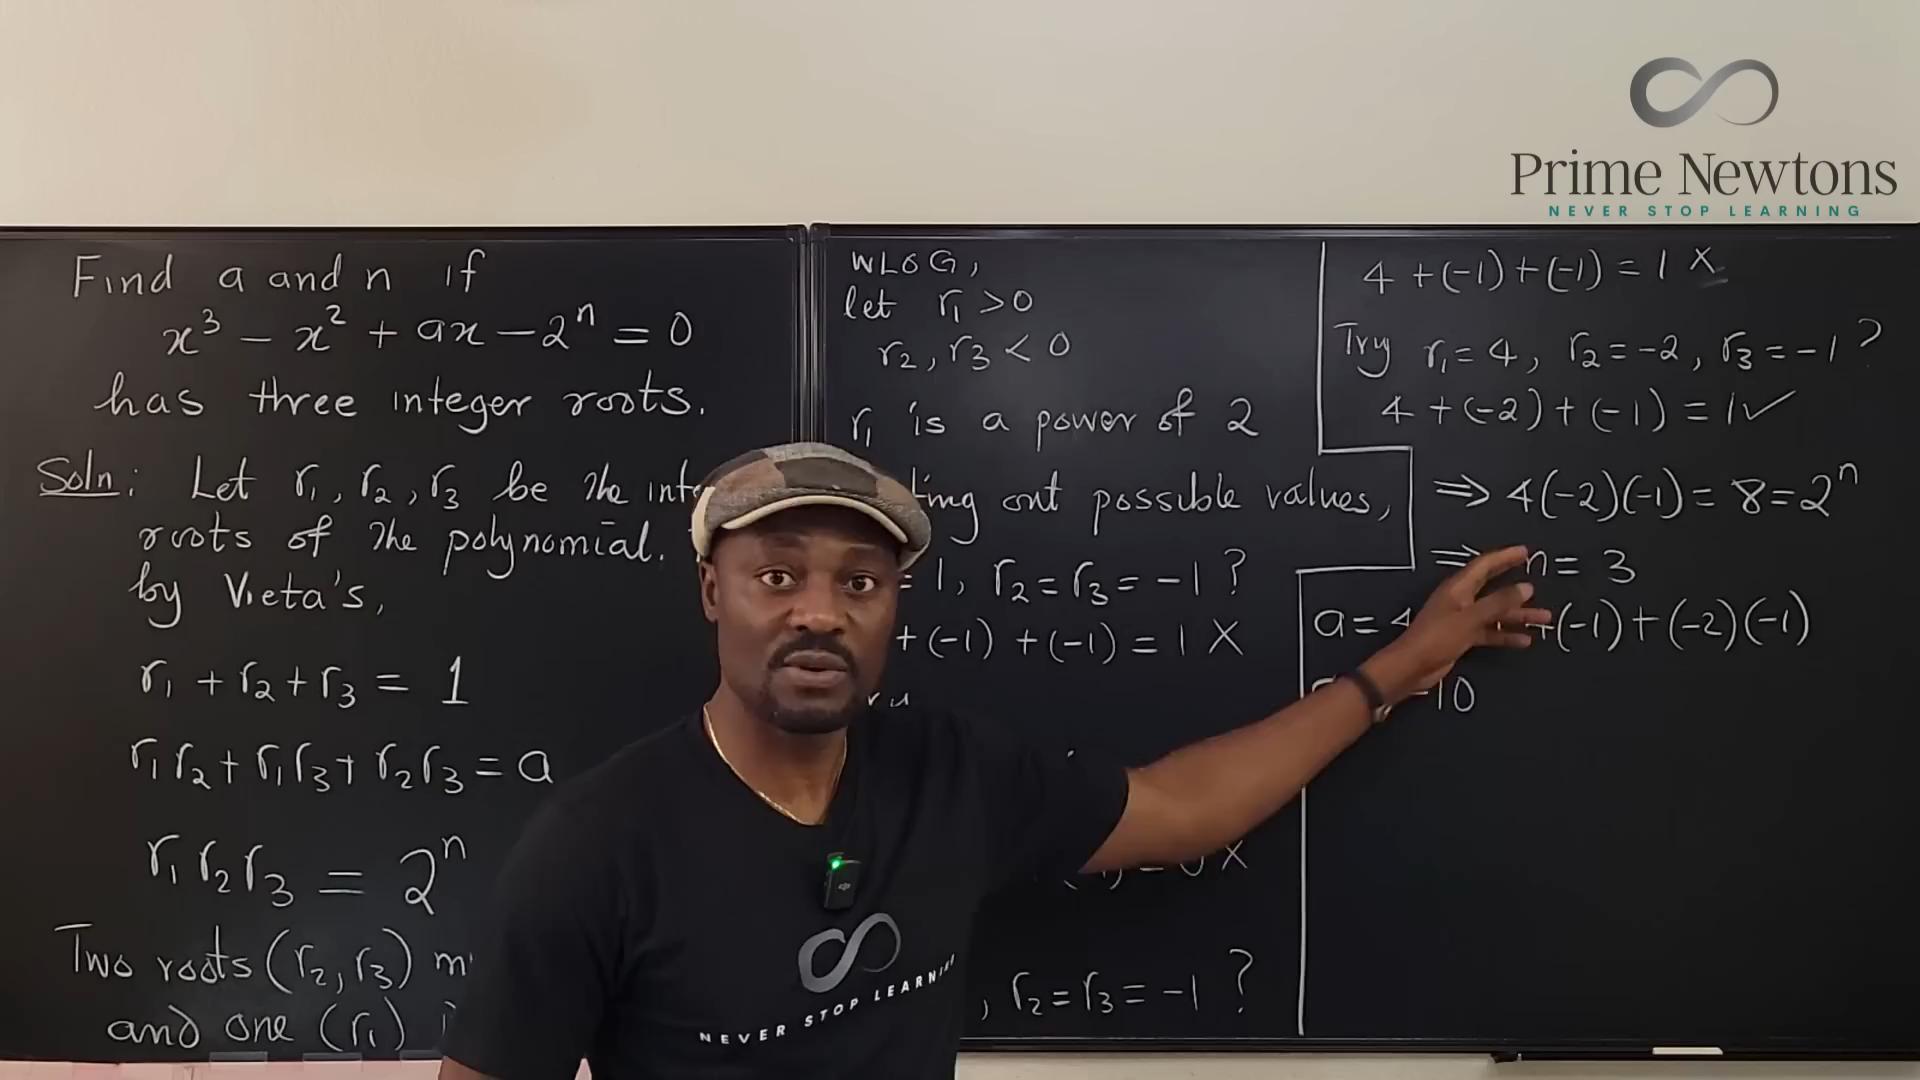 Prime Newtons
NEVER STOP LEARNING
Find a and n if
x³ - x² + ax - 2ⁿ = 0
has three integer roots.
Soln: Let r₁, r₂, r₃ be the
roots of the polynomial.
by Vieta's,
r₁ + r₂ + r₃ = 1
r₁r₂ + r₁r₃ + r₂r₃ = a
r₁r₂r₃ = 2ⁿ
Two roots (r₂, r₃)
and one (r₁)
WLOG,
let r₁ > 0
r₂, r₃ < 0
r₁ is a power of 2
out possible values,
= 1, r₂ = r₃ = -1 ?
+ (-1) + (-1) = 1 X
= 0 X
, r₂ = r₃ = -1 ?
4 + (-1) + (-1) = 1 X
Try r₁ = 4, r₂ = -2, r₃ = -1 ?
4 + (-2) + (-1) = 1 ✓
⇒ 4(-2)(-1) = 8 = 2ⁿ
⇒ n = 3
a = 4 + (-1) + (-2)(-1)
-10
NEVER STOP LEARNING